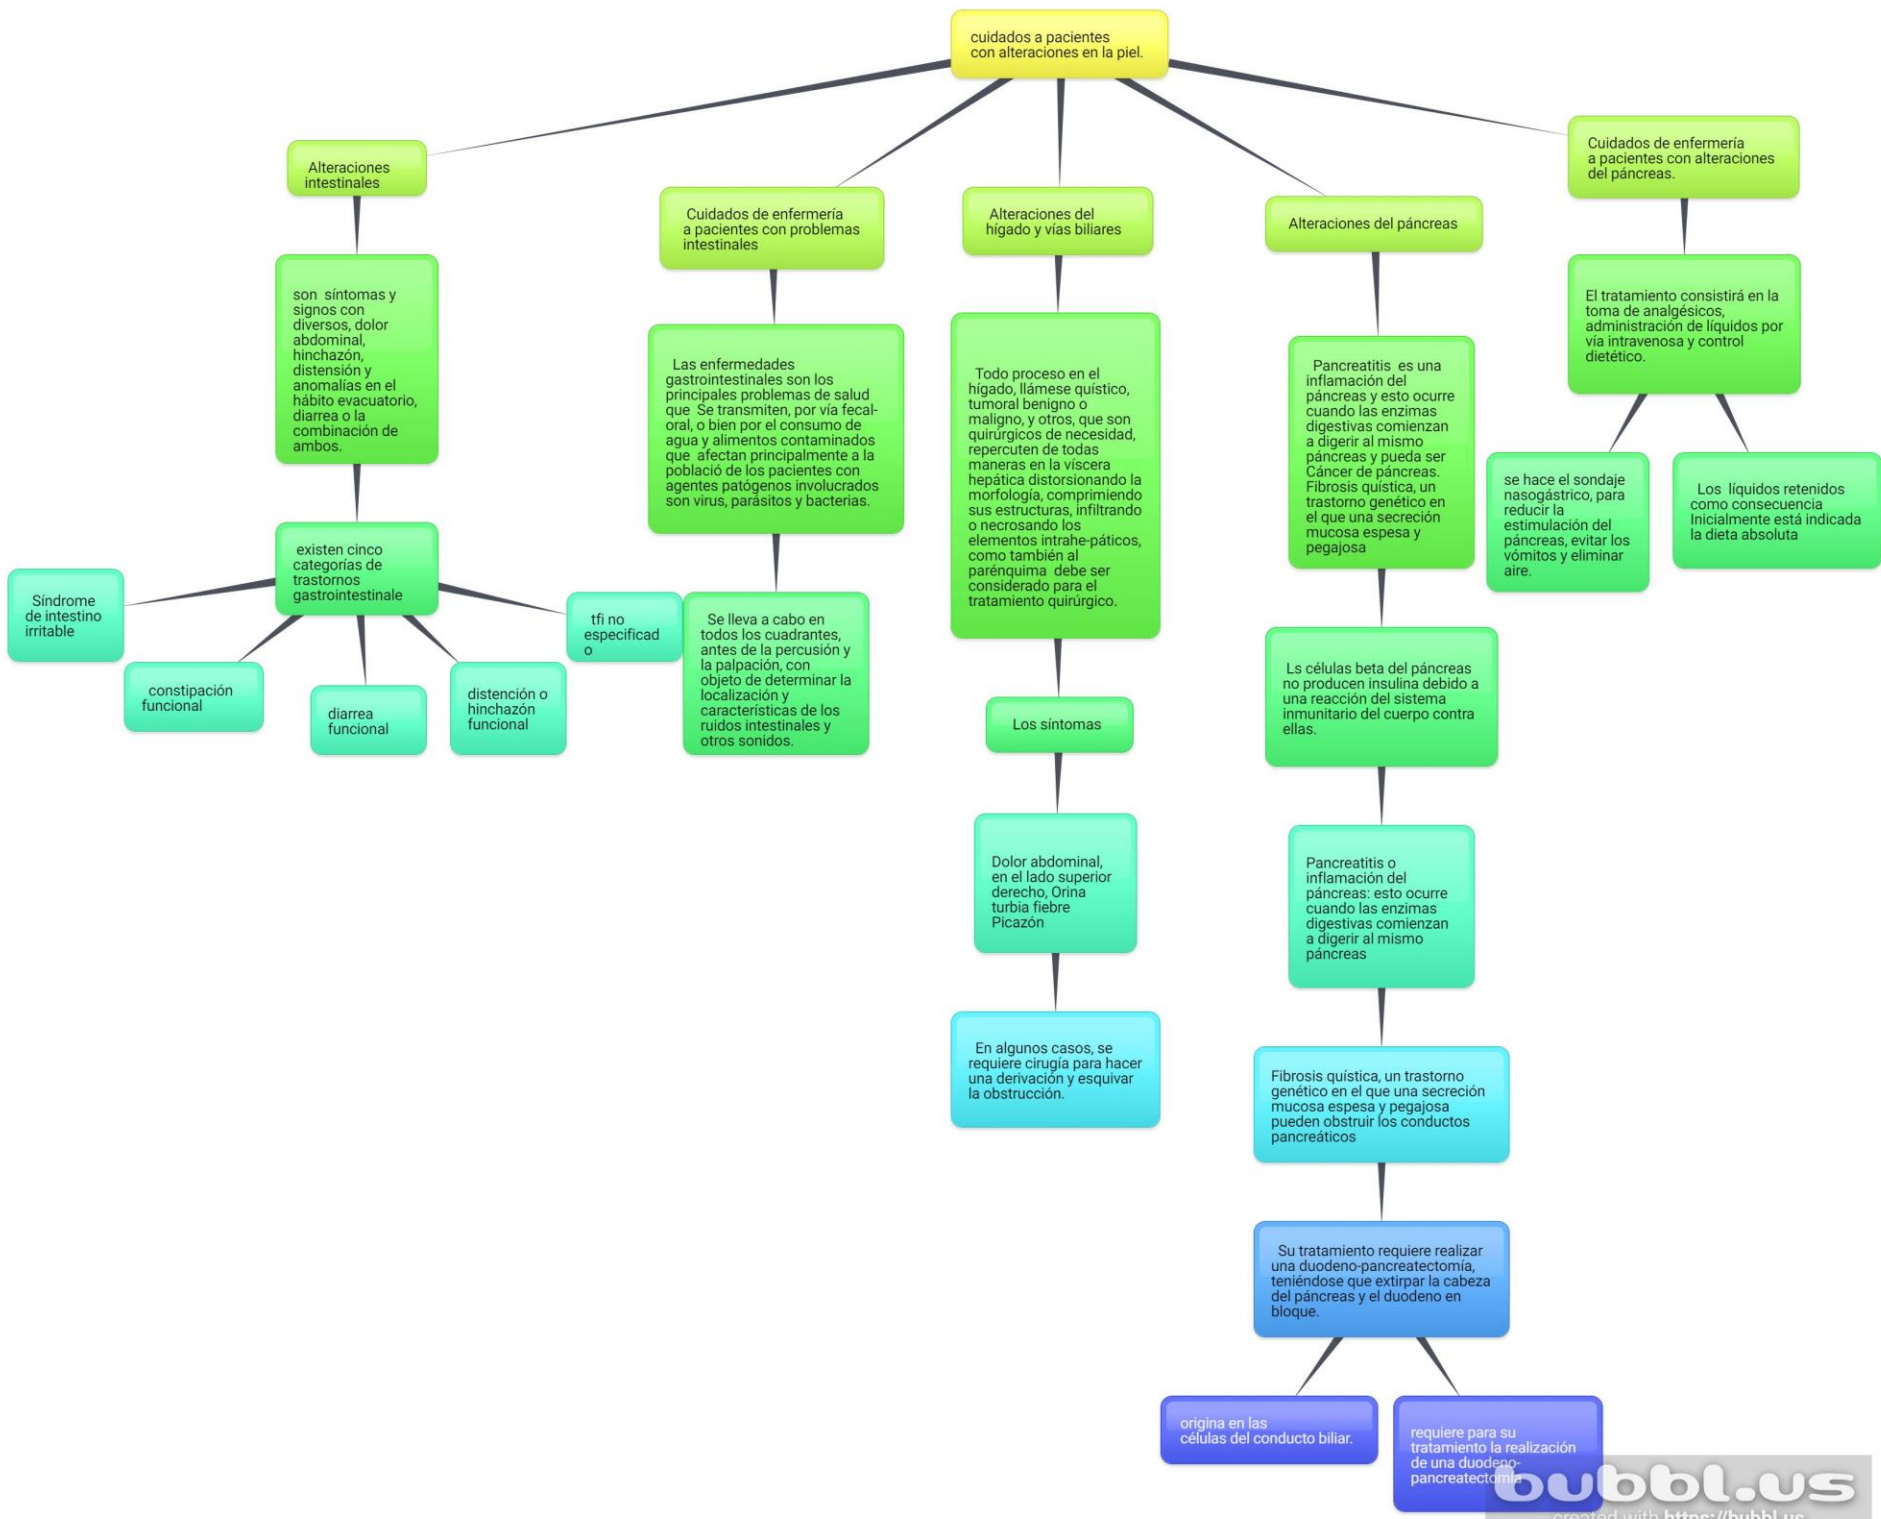 cuidados a pacientes
con alteraciones en la piel.
Alteraciones
intestinales
son síntomas y
signos con
diversos, dolor
abdominal,
hinchazón,
distensión y
anomalías en el
hábito evacuatorio,
diarrea o la
combinación de
ambos.
existen cinco
categorías de
trastornos
gastrointestinale
Síndrome
de intestino
irritable
constipación
funcional
diarrea
funcional
distención o
hinchazón
funcional
tfi no
especificad
o
Cuidados de enfermería
a pacientes con problemas
intestinales
Las enfermedades
gastrointestinales son los
principales problemas de salud
que Se transmiten, por vía fecal-
oral, o bien por el consumo de
agua y alimentos contaminados
que afectan principalmente a la
població de los pacientes con
agentes patógenos involucrados
son virus, parásitos y bacterias.
Se lleva a cabo en
todos los cuadrantes,
antes de la percusión y
la palpación, con
objeto de determinar la
localización y
características de los
ruidos intestinales y
otros sonidos.
Alteraciones del
hígado y vías biliares
Todo proceso en el
hígado, llámese quístico,
tumoral benigno o
maligno, y otros, que son
quirúrgicos de necesidad,
repercuten de todas
maneras en la víscera
hepática distorsionando la
morfología, comprimiendo
sus estructuras, infiltrando
o necrosando los
elementos intrahe-páticos,
como también al
parénquima debe ser
considerado para el
tratamiento quirúrgico.
Los síntomas
Dolor abdominal,
en el lado superior
derecho, Orina
turbia fiebre
Picazón
En algunos casos, se
requiere cirugía para hacer
una derivación y esquivar
la obstrucción.
Alteraciones del páncreas
Pancreatitis es una
inflamación del
páncreas y esto ocurre
cuando las enzimas
digestivas comienzan
a digerir al mismo
páncreas y pueda ser
Cáncer de páncreas.
Fibrosis quística, un
trastorno genético en
el que una secreción
mucosa espesa y
pegajosa
Ls células beta del páncreas
no producen insulina debido a
una reacción del sistema
inmunitario del cuerpo contra
ellas.
Pancreatitis o
inflamación del
páncreas: esto ocurre
cuando las enzimas
digestivas comienzan
a digerir al mismo
páncreas
Fibrosis quística, un trastorno
genético en el que una secreción
mucosa espesa y pegajosa
pueden obstruir los conductos
pancreáticos
Su tratamiento requiere realizar
una duodeno-pancreatectomía,
teniéndose que extirpar la cabeza
del páncreas y el duodeno en
bloque.
origina en las
células del conducto biliar.
requiere para su
tratamiento la realización
de una duodeno-
pancreatectomía
Cuidados de enfermería
a pacientes con alteraciones
del páncreas.
El tratamiento consistirá en la
toma de analgésicos,
administración de líquidos por
vía intravenosa y control
dietético.
se hace el sondaje
nasogástrico, para
reducir la
estimulación del
páncreas, evitar los
vómitos y eliminar
aire.
Los líquidos retenidos
como consecuencia
Inicialmente está indicada
la dieta absoluta
bubbl.us
created with https://bubbl.us